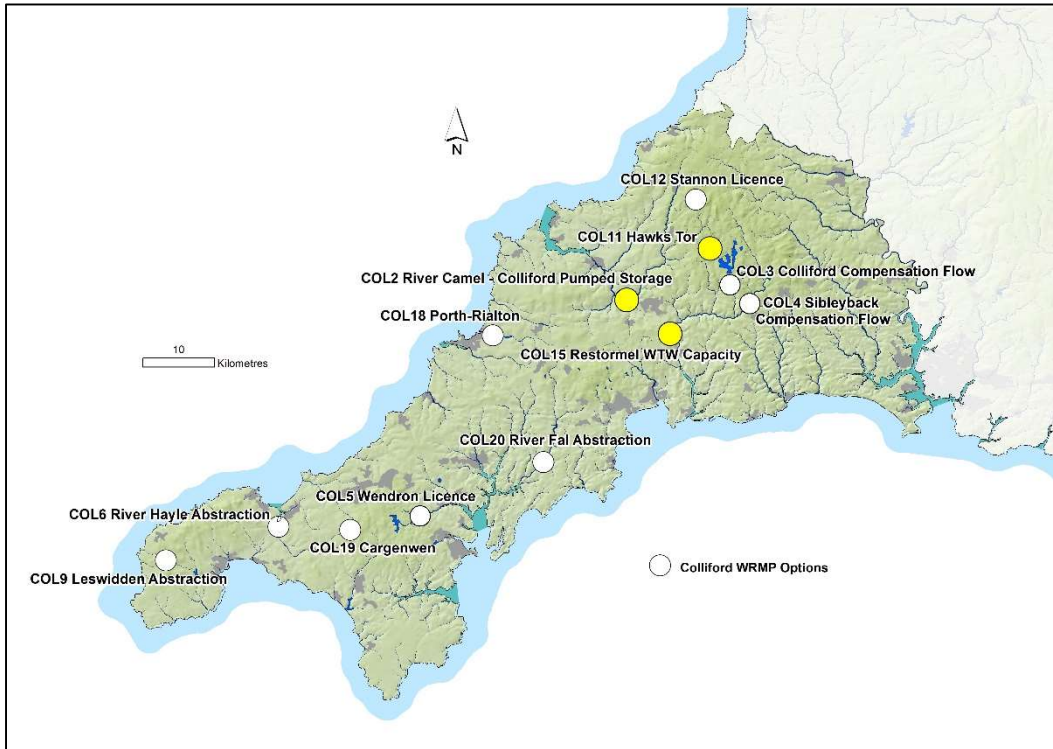 N
COL12 Stannon Licence
COL11 Hawks Tor
COL3 Colliford Compensation Flow
COL2 River Camel - Colliford Pumped Storage
COL4 Sibleyback
Compensation Flow
COL18 Porth-Rialton
COL15 Restormel WTW Capacity
10
Kilometres
COL20 River Fal Abstraction
COL5 Wendron Licence
COL6 River Hayle Abstraction
COL19 Cargenwen
COL9 Leswidden Abstraction
Colliford WRMP Options